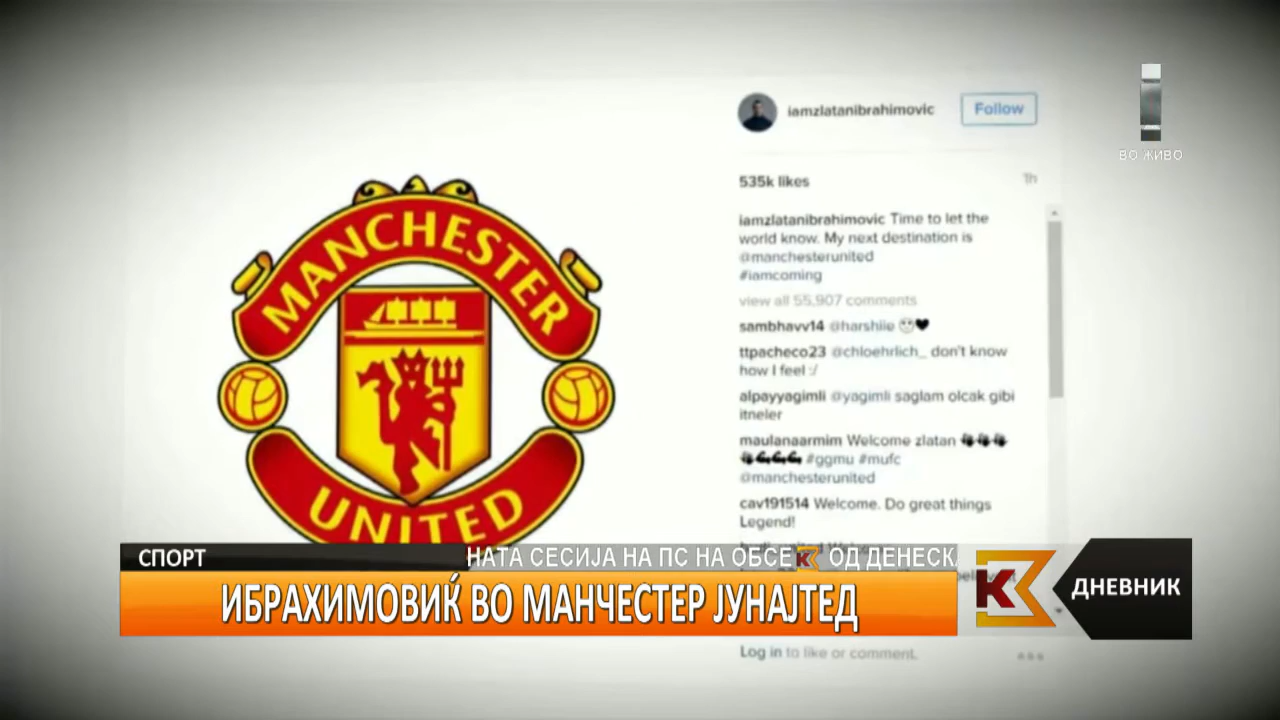 MANCHESTER
UNITED
iamzlatanibrahimovic
Follow
ВО ЖИВО
535k likes
1h
iamzlatanibrahimovic Time to let the
world know. My next destination is
@manchesterunited
#iamcoming
view all 55,907 comments
sambhavv14 @harshiie
ttpacheco23 @chloehrlich_ don't know
how I feel :/
alpayyagimli @yagimli saglam olcak gibi
itneler
maulanaarmim Welcome zlatan
#ggmu #mufc
@manchesterunited
cav191514 Welcome. Do great things
Legend!
СПОРТ
НАТА СЕСИЈА НА ПС НА ОБСЕ К3 ОД ДЕНЕСКА
ИБРАХИМОВИЌ ВО МАНЧЕСТЕР ЈУНАЈТЕД
К3
ДНЕВНИК
Log in to like or comment.